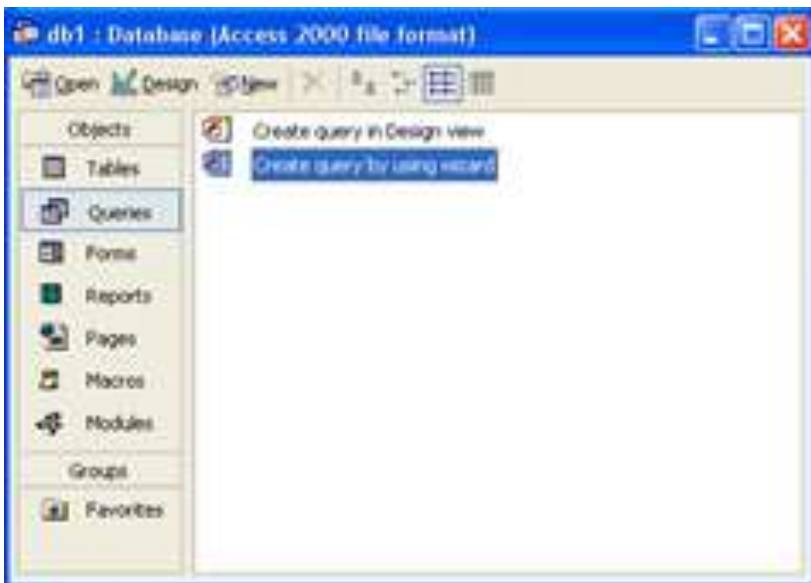 db1 : Database (Access 2000 file format)
Open Design New
Objects
Create query in Design view
Tables
Create query by using wizard
Queries
Forms
Reports
Pages
Macros
Modules
Groups
Favorites